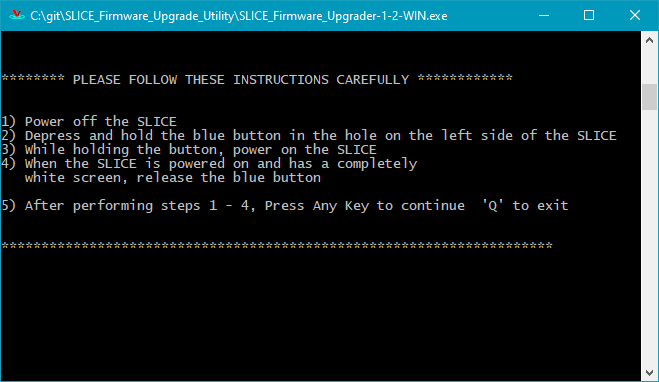 C:\git\SLICE_Firmware_Upgrade_Utility\SLICE_Firmware_Upgrader-1-2-WIN.exe
******** PLEASE FOLLOW THESE INSTRUCTIONS CAREFULLY ************
1) Power off the SLICE
2) Depress and hold the blue button in the hole on the left side of the SLICE
3) While holding the button, power on the SLICE
4) When the SLICE is powered on and has a completely
white screen, release the blue button
5) After performing steps 1 - 4, Press Any Key to continue  'Q' to exit
*********************************************************************